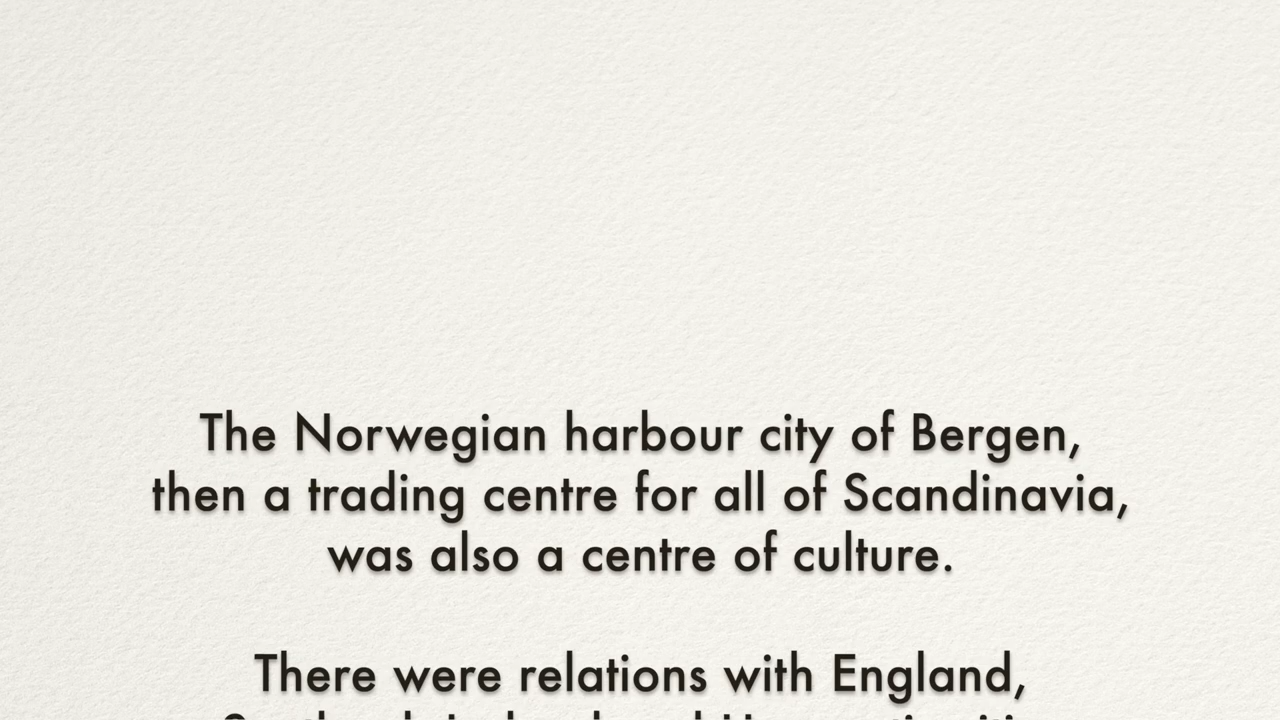 The Norwegian harbour city of Bergen,
then a trading centre for all of Scandinavia,
was also a centre of culture.
There were relations with England,